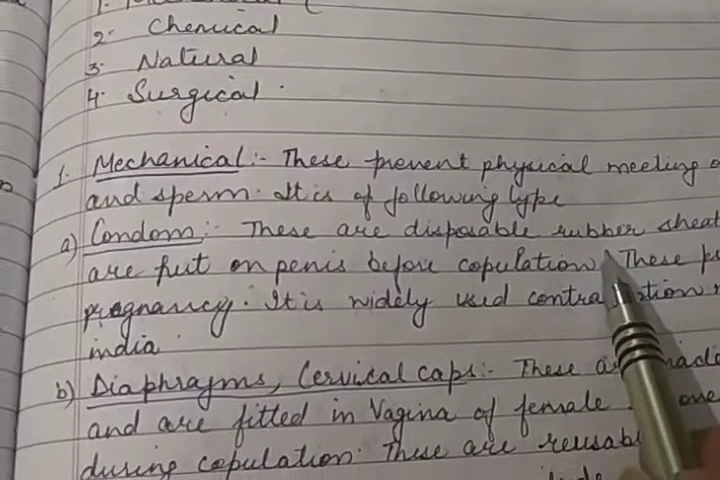 2. Chemical
3. Natural
4. Surgical.
1. Mechanical:- These prevent physical meeting
and sperm. It is of following type
a) Condom:- These are disposable rubber
are put on penis before copulation. These
pregnancy. It is widely used
india.
b) Diaphragms, Cervical caps:- These
and are fitted in Vagina of female
during copulation. These are